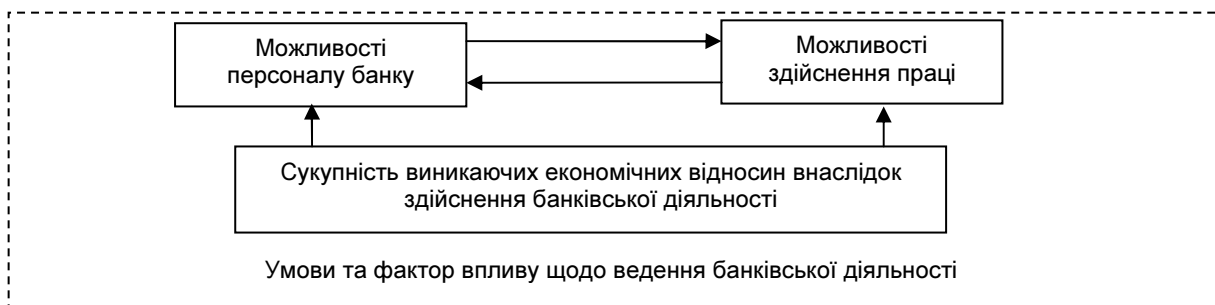 Можливості
персоналу банку
Можливості
здійснення праці
Сукупність виникаючих економічних відносин внаслідок
здійснення банківської діяльності
Умови та фактор впливу щодо ведення банківської діяльності